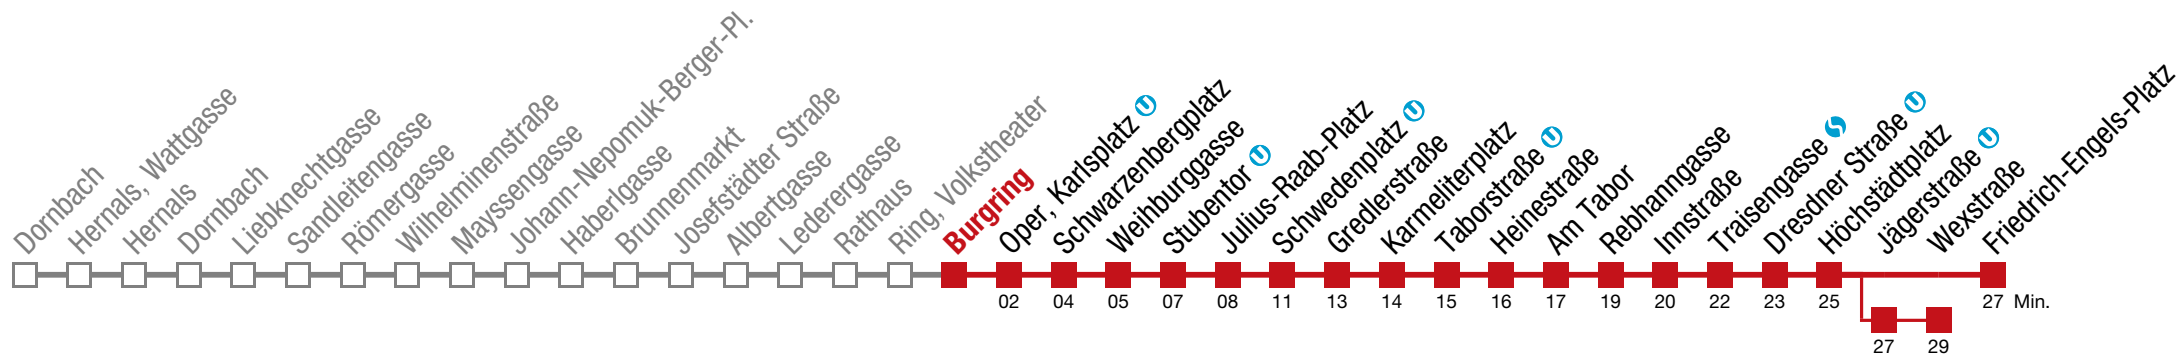 Dornbach
Hernals, Wattgasse
Hernals
Dornbach
Liebknechtgasse
Sandleitengasse
Römergasse
Wilhelminenstraße
Mayssengasse
Johann-Nepomuk-Berger-Pl.
Haberlgasse
Brunnenmarkt
Josefstädter Straße
Albertgasse
Lederergasse
Rathaus
Ring, Volkstheater
Burgring
Oper, Karlsplatz U
Schwarzenbergplatz
Weihburggasse
Stubentor U
Julius-Raab-Platz
Schwedenplatz U
Gredlerstraße
Karmeliterplatz
Taborstraße U
Heinestraße
Am Tabor
Rebhanngasse
Innstraße
Traisengasse S
Dresdner Straße U
Höchstädtplatz
Jägerstraße U
Wexstraße
Friedrich-Engels-Platz
02 04 05 07 08 11 13 14 15 16 17 19 20 22 23 25 27 Min.
27 29